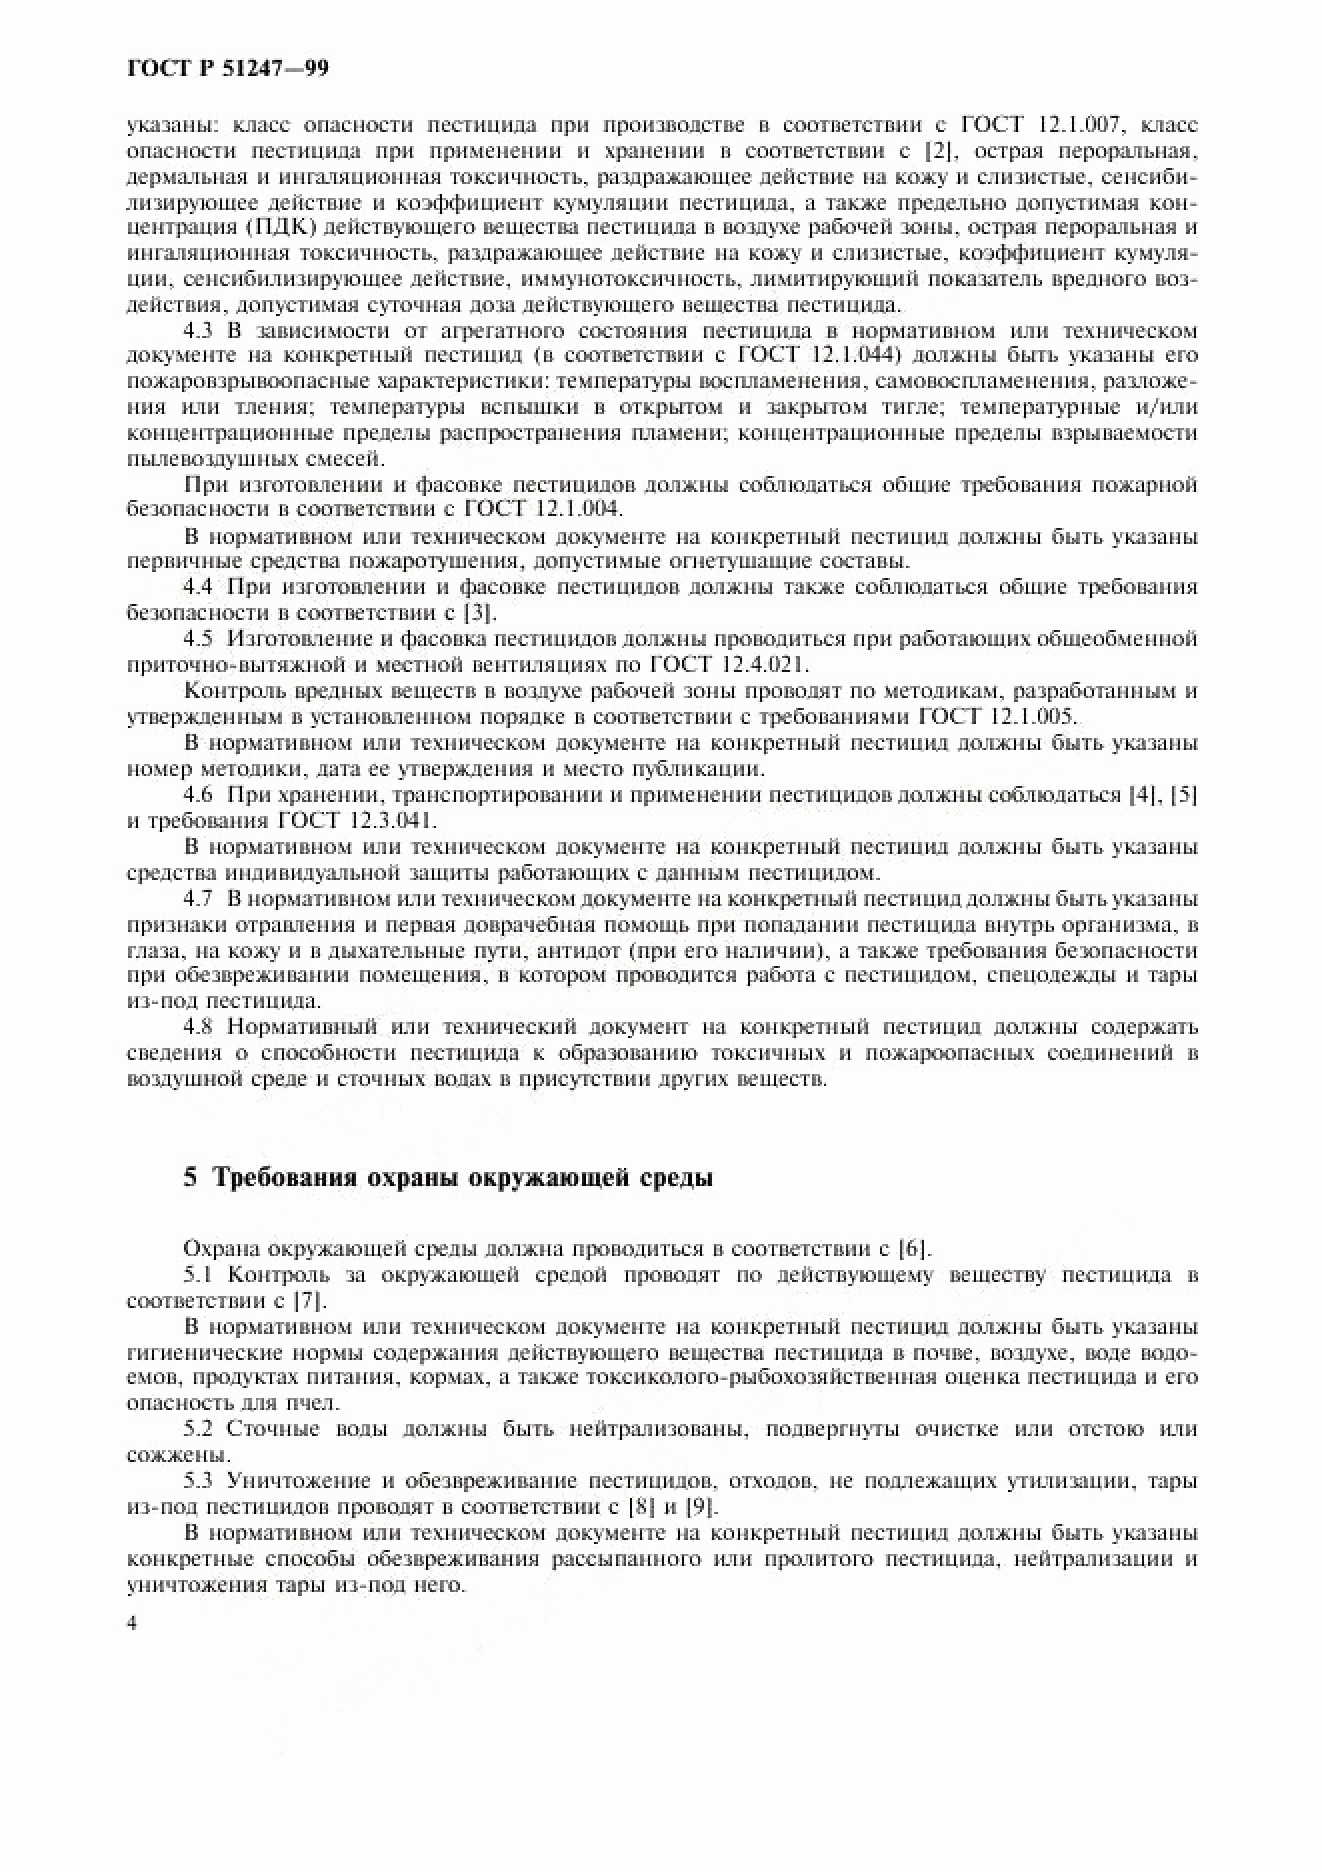 ГОСТ Р 51247—99
указаны: класс опасности пестицида при производстве в соответствии с ГОСТ 12.1.007, класс
опасности пестицида при применении и хранении в соответствии с [2], острая пероральная,
дермальная и ингаляционная токсичность, раздражающее действие на кожу и слизистые, сенсиби-
лизирующее действие и коэффициент кумуляции пестицида, а также предельно допустимая кон-
центрация (ПДК) действующего вещества пестицида в воздухе рабочей зоны, острая пероральная и
ингаляционная токсичность, раздражающее действие на кожу и слизистые, коэффициент кумуля-
ции, сенсибилизирующее действие, иммунотоксичность, лимитирующий показатель вредного воз-
действия, допустимая суточная доза действующего вещества пестицида.
4.3 В зависимости от агрегатного состояния пестицида в нормативном или техническом
документе на конкретный пестицид (в соответствии с ГОСТ 12.1.044) должны быть указаны его
пожаровзрывоопасные характеристики: температуры воспламенения, самовоспламенения, разложе-
ния или тления; температуры вспышки в открытом и закрытом тигле; температурные и/или
концентрационные пределы распространения пламени; концентрационные пределы взрываемости
пылевоздушных смесей.
При изготовлении и фасовке пестицидов должны соблюдаться общие требования пожарной
безопасности в соответствии с ГОСТ 12.1.004.
В нормативном или техническом документе на конкретный пестицид должны быть указаны
первичные средства пожаротушения, допустимые огнетушащие составы.
4.4 При изготовлении и фасовке пестицидов должны также соблюдаться общие требования
безопасности в соответствии с [3].
4.5 Изготовление и фасовка пестицидов должны проводиться при работающих общеобменной
приточно-вытяжной и местной вентиляциях по ГОСТ 12.4.021.
Контроль вредных веществ в воздухе рабочей зоны проводят по методикам, разработанным и
утвержденным в установленном порядке в соответствии с требованиями ГОСТ 12.1.005.
В нормативном или техническом документе на конкретный пестицид должны быть указаны
номер методики, дата ее утверждения и место публикации.
4.6 При хранении, транспортировании и применении пестицидов должны соблюдаться [4], [5]
и требования ГОСТ 12.3.041.
В нормативном или техническом документе на конкретный пестицид должны быть указаны
средства индивидуальной защиты работающих с данным пестицидом.
4.7 В нормативном или техническом документе на конкретный пестицид должны быть указаны
признаки отравления и первая доврачебная помощь при попадании пестицида внутрь организма, в
глаза, на кожу и в дыхательные пути, антидот (при его наличии), а также требования безопасности
при обезвреживании помещения, в котором проводится работа с пестицидом, спецодежды и тары
из-под пестицида.
4.8 Нормативный или технический документ на конкретный пестицид должны содержать
сведения о способности пестицида к образованию токсичных и пожароопасных соединений в
воздушной среде и сточных водах в присутствии других веществ.
5 Требования охраны окружающей среды
Охрана окружающей среды должна проводиться в соответствии с [6].
5.1 Контроль за окружающей средой проводят по действующему веществу пестицида в
соответствии с [7].
В нормативном или техническом документе на конкретный пестицид должны быть указаны
гигиенические нормы содержания действующего вещества пестицида в почве, воздухе, воде водо-
емов, продуктах питания, кормах, а также токсиколого-рыбохозяйственная оценка пестицида и его
опасность для пчел.
5.2 Сточные воды должны быть нейтрализованы, подвергнуты очистке или отстою или
сожжены.
5.3 Уничтожение и обезвреживание пестицидов, отходов, не подлежащих утилизации, тары
из-под пестицидов проводят в соответствии с [8] и [9].
В нормативном или техническом документе на конкретный пестицид должны быть указаны
конкретные способы обезвреживания рассыпанного или пролитого пестицида, нейтрализации и
уничтожения тары из-под него.
4